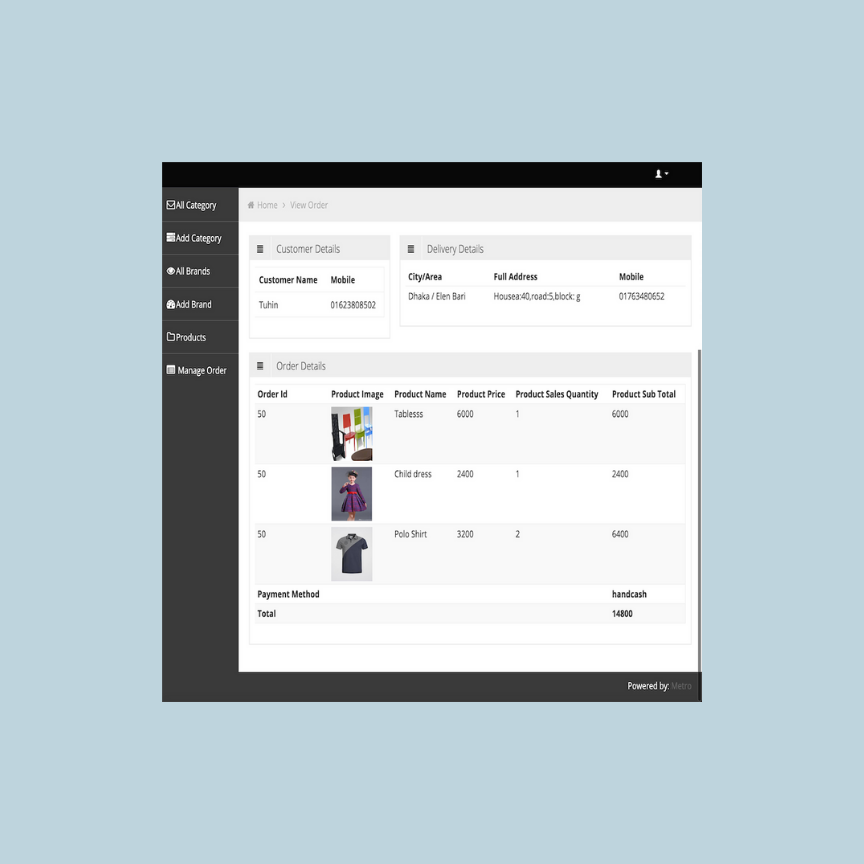 All Category
Add Category
All Brands
Add Brand
Products
Manage Order
Home > View Order
Customer Details
Customer Name Mobile
Tuhin 01623808502
Delivery Details
City/Area Full Address Mobile
Dhaka / Elen Bari Housea:40,road:5,block: g 01763480652
Order Details
Order Id Product Image Product Name Product Price Product Sales Quantity Product Sub Total
50 Tablesss 6000 1 6000
50 Child dress 2400 1 2400
50 Polo Shirt 3200 2 6400
Payment Method handcash
Total 14800
Powered by: Metro